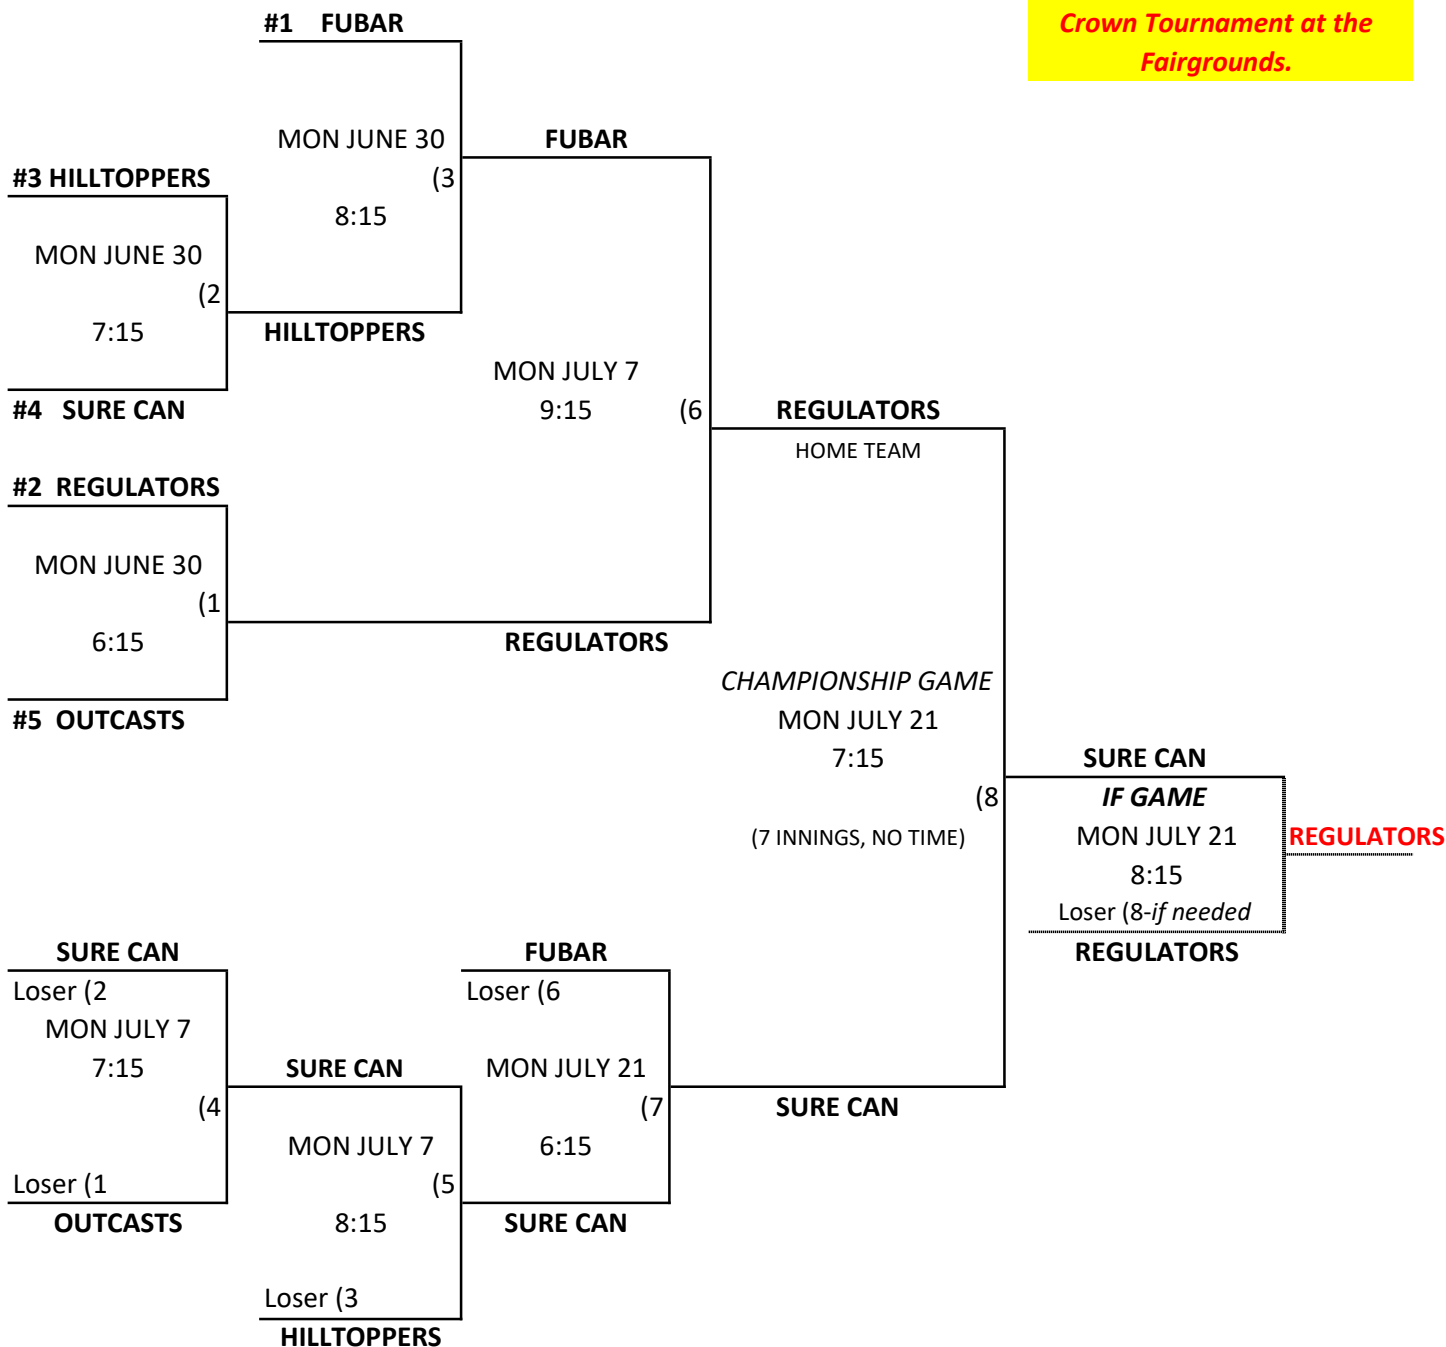 #1 FUBAR
Crown Tournament at the
Fairgrounds.
MON JUNE 30
(3
8:15
FUBAR
#3 HILLTOPPERS
MON JUNE 30
(2
7:15
HILLTOPPERS
#4 SURE CAN
MON JULY 7
9:15
(6
REGULATORS
HOME TEAM
#2 REGULATORS
MON JUNE 30
(1
6:15
REGULATORS
#5 OUTCASTS
CHAMPIONSHIP GAME
MON JULY 21
7:15
(8
(7 INNINGS, NO TIME)
SURE CAN
IF GAME
MON JULY 21
8:15
Loser (8-if needed
REGULATORS
REGULATORS
SURE CAN
Loser (2
MON JULY 7
7:15
(4
Loser (1
OUTCASTS
SURE CAN
MON JULY 7
(5
8:15
Loser (3
HILLTOPPERS
FUBAR
Loser (6
MON JULY 21
(7
6:15
SURE CAN
SURE CAN